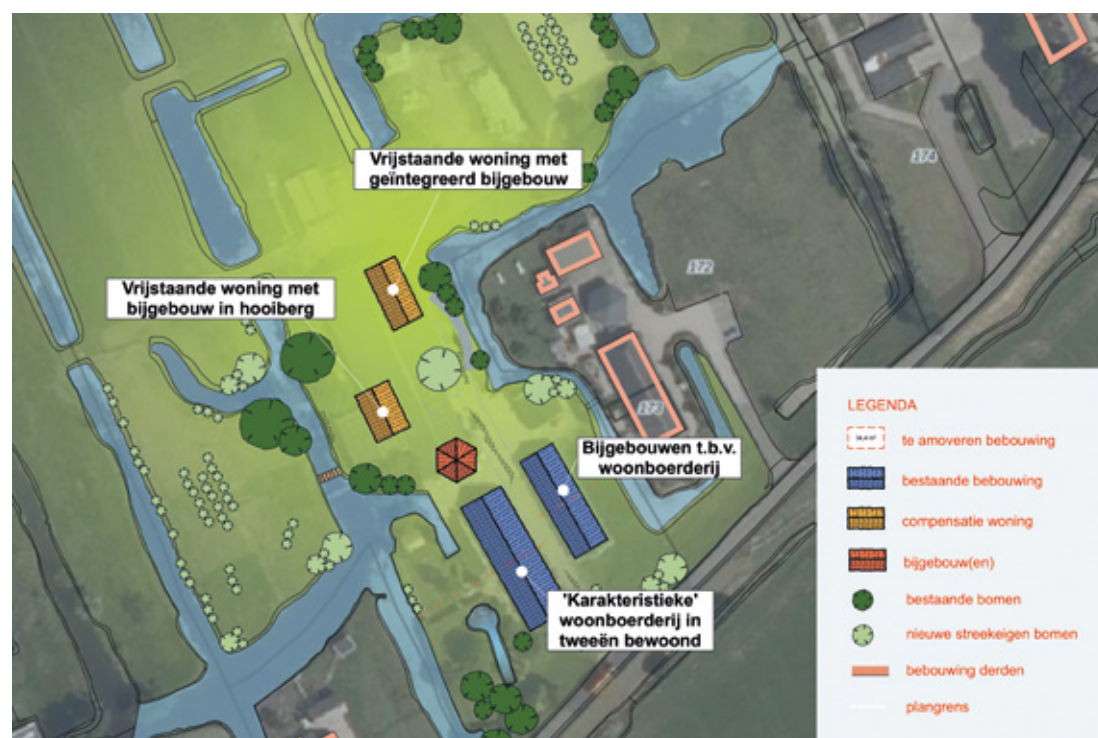 Vrijstaande woning met
geïntegreerd bijgebouw
174
172
Vrijstaande woning met
bijgebouw in hooiberg
173
Bijgebouwen t.b.v.
woonboerderij
'Karakteristieke'
woonboerderij in
tweeën bewoond
LEGENDA
te amoveren bebouwing
bestaande bebouwing
compensatie woning
bijgebouw(en)
bestaande bomen
nieuwe streekeigen bomen
bebouwing derden
plangrens